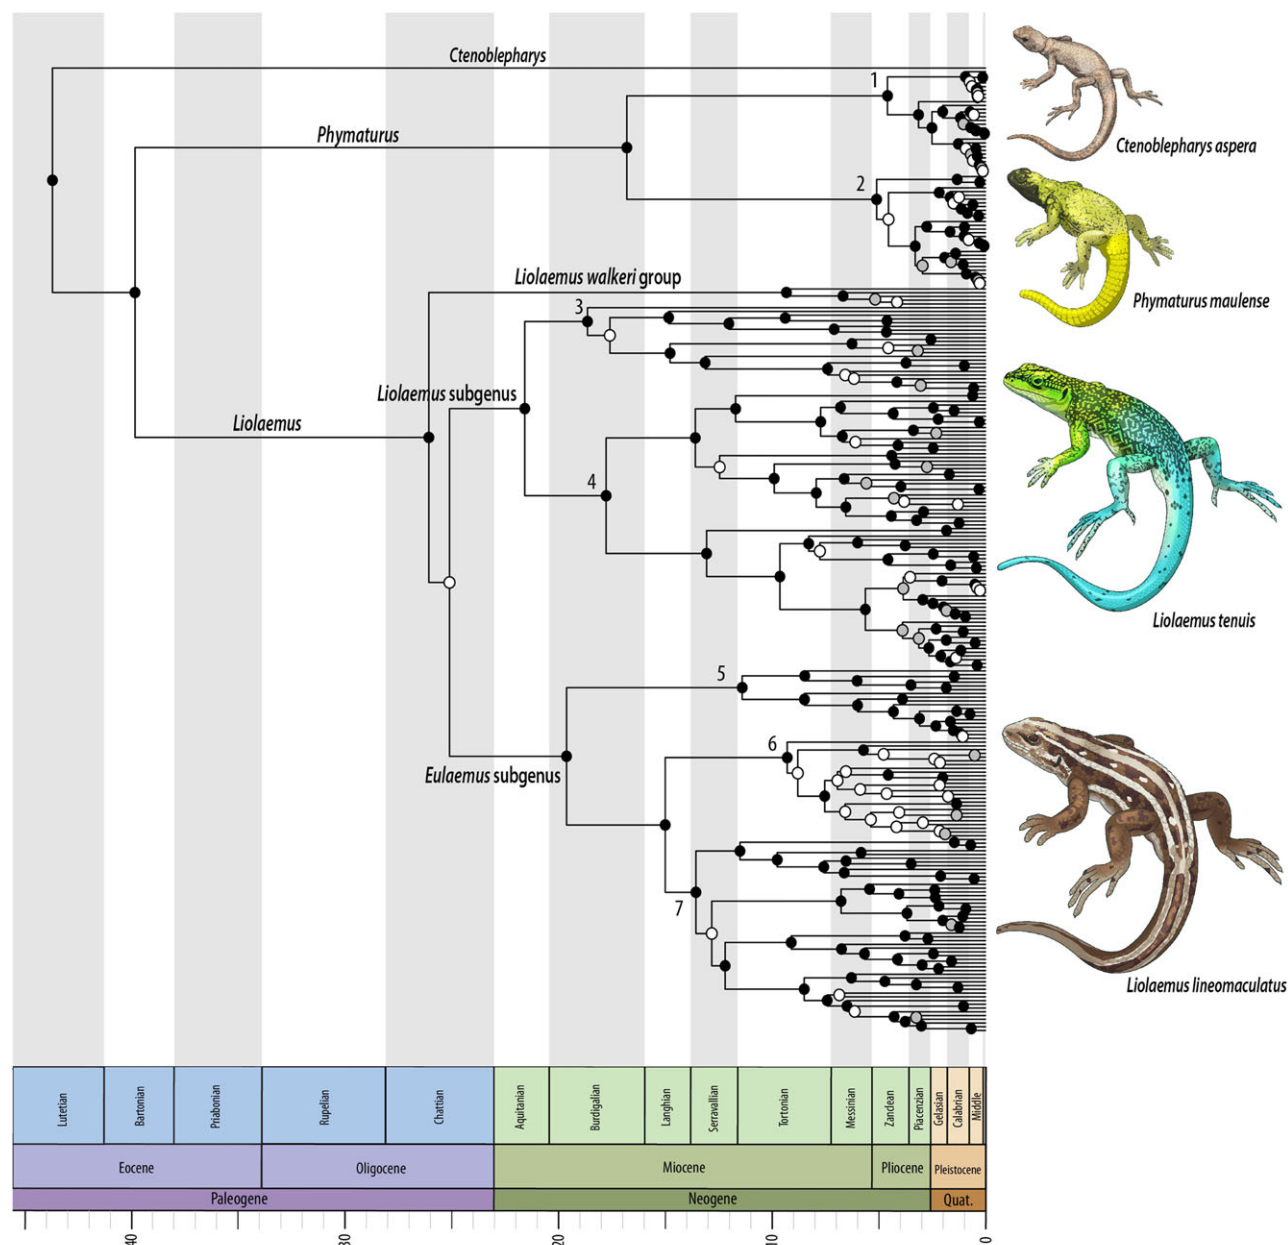 Ctenoblepharys
1
Ctenoblepharys aspera
Phymaturus
2
Phymaturus maulense
Liolaemus walkeri group
3
Liolaemus subgenus
Liolaemus
4
Liolaemus tenuis
5
6
Eulaemus subgenus
7
Liolaemus lineomaculatus
Lutetian
Bartonian
Priabonian
Rupelian
Chattian
Aquitanian
Burdigalian
Langhian
Serravallian
Tortonian
Messinian
Zandean
Piacenzian
Gelasian
Calabrian
Middle
Eocene
Oligocene
Miocene
Pliocene
Pleistocene
Paleogene
Neogene
Quat.
40
30
20
10
0